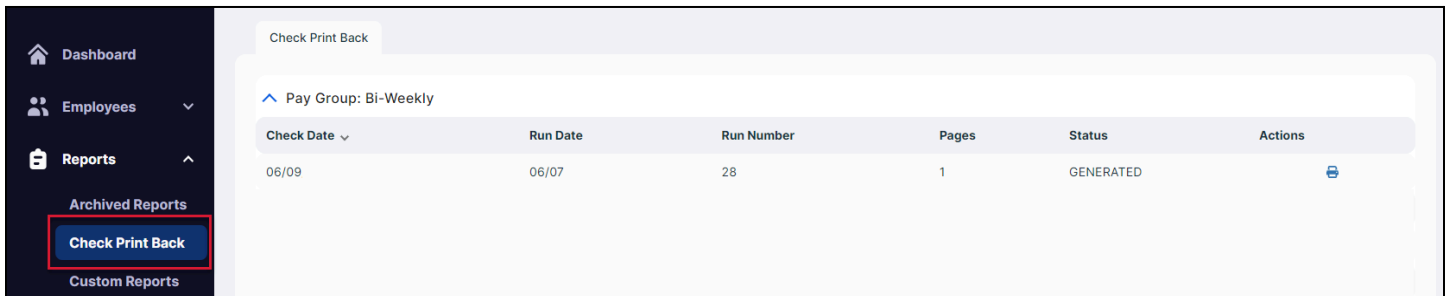 Dashboard
Employees
Reports
Archived Reports
Check Print Back
Custom Reports
Check Print Back
Pay Group: Bi-Weekly
Check Date Run Date Run Number Pages Status Actions
06/09 06/07 28 1 GENERATED